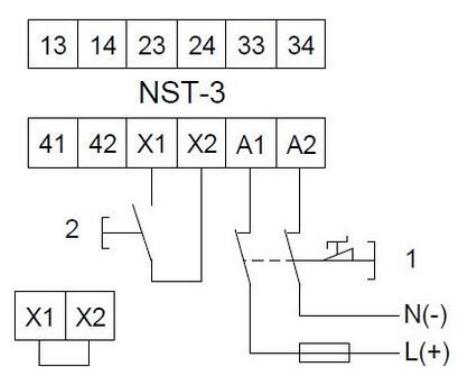 13 14 23 24 33 34
NST-3
41 42 X1 X2 A1 A2
2
1
X1 X2
N(-)
L(+)